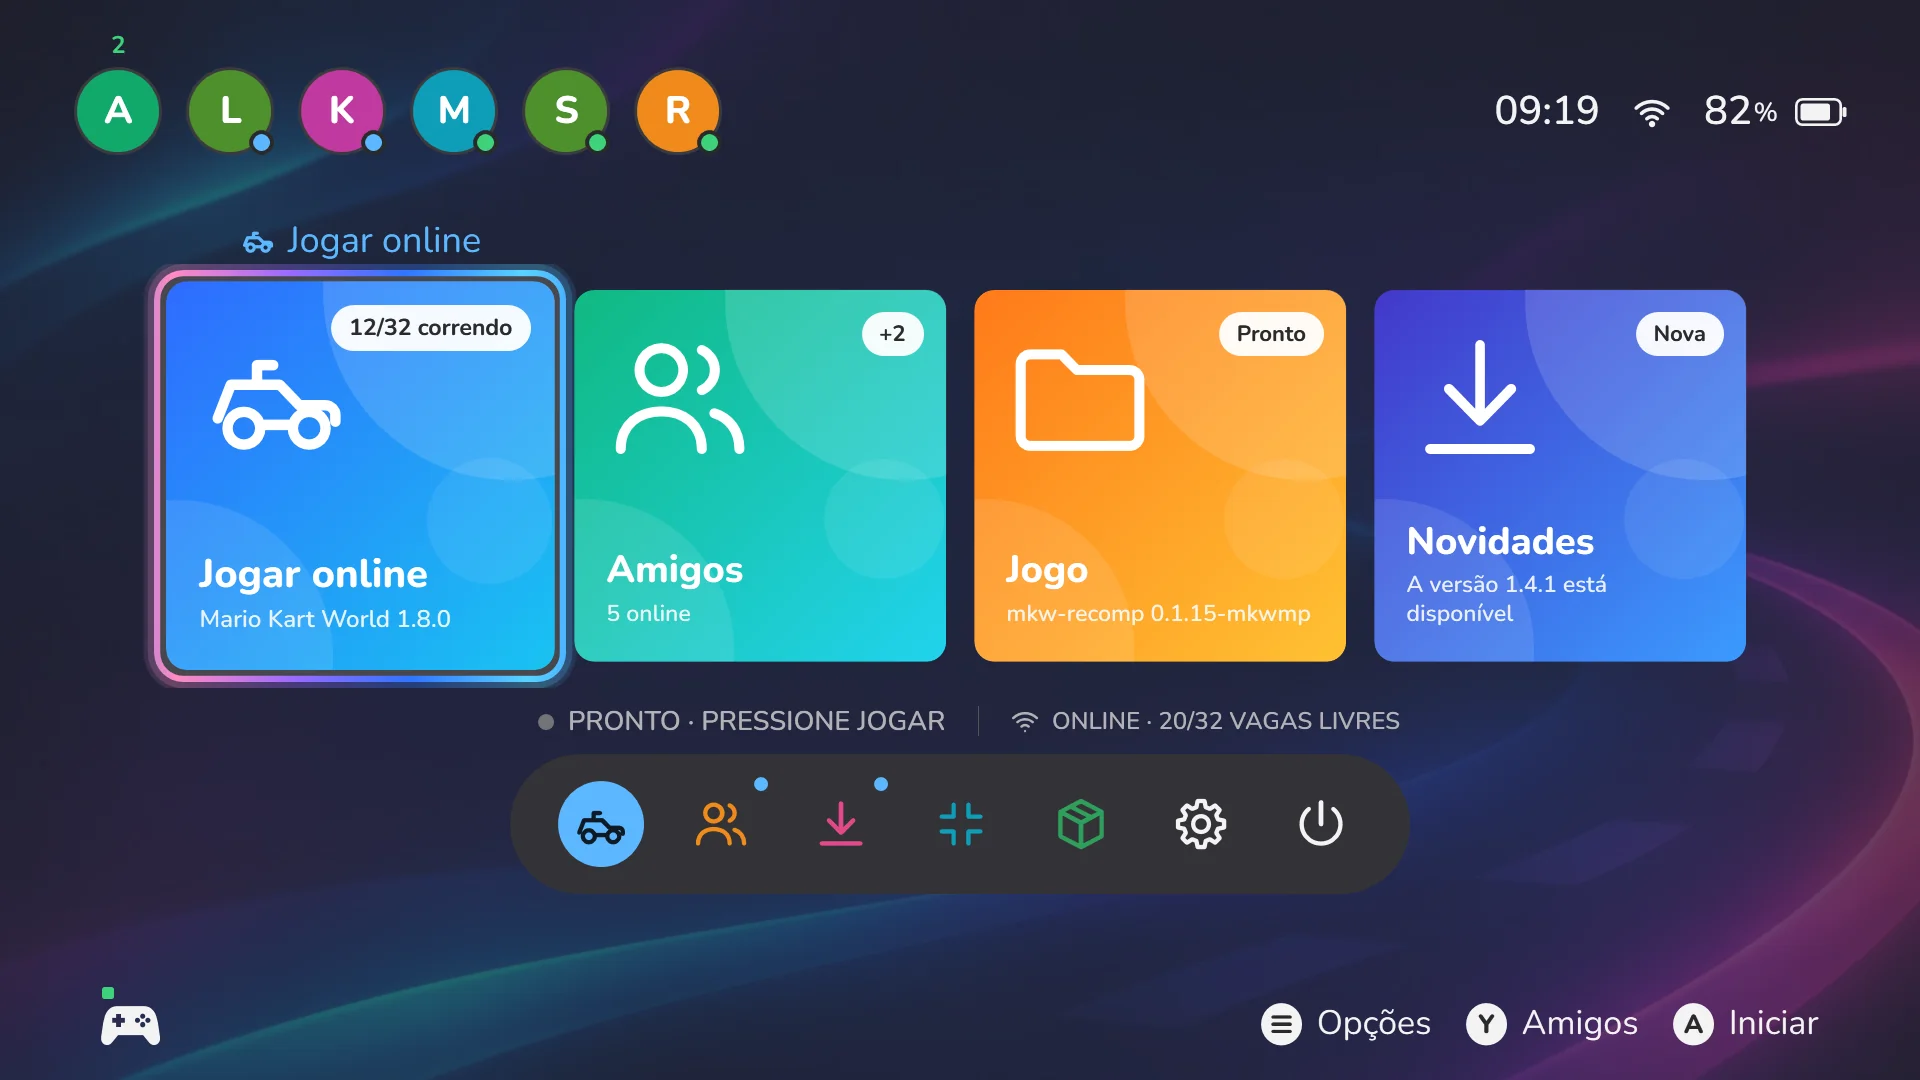 2
A L K M S R
09:19 82%
Jogar online
12/32 correndo
Jogar online
Mario Kart World 1.8.0
+2
Amigos
5 online
Pronto
Jogo
mkw-recomp 0.1.15-mkwmp
Nova
Novidades
A versão 1.4.1 está
disponível
PRONTO · PRESSIONE JOGAR
ONLINE · 20/32 VAGAS LIVRES
Opções Y Amigos A Iniciar